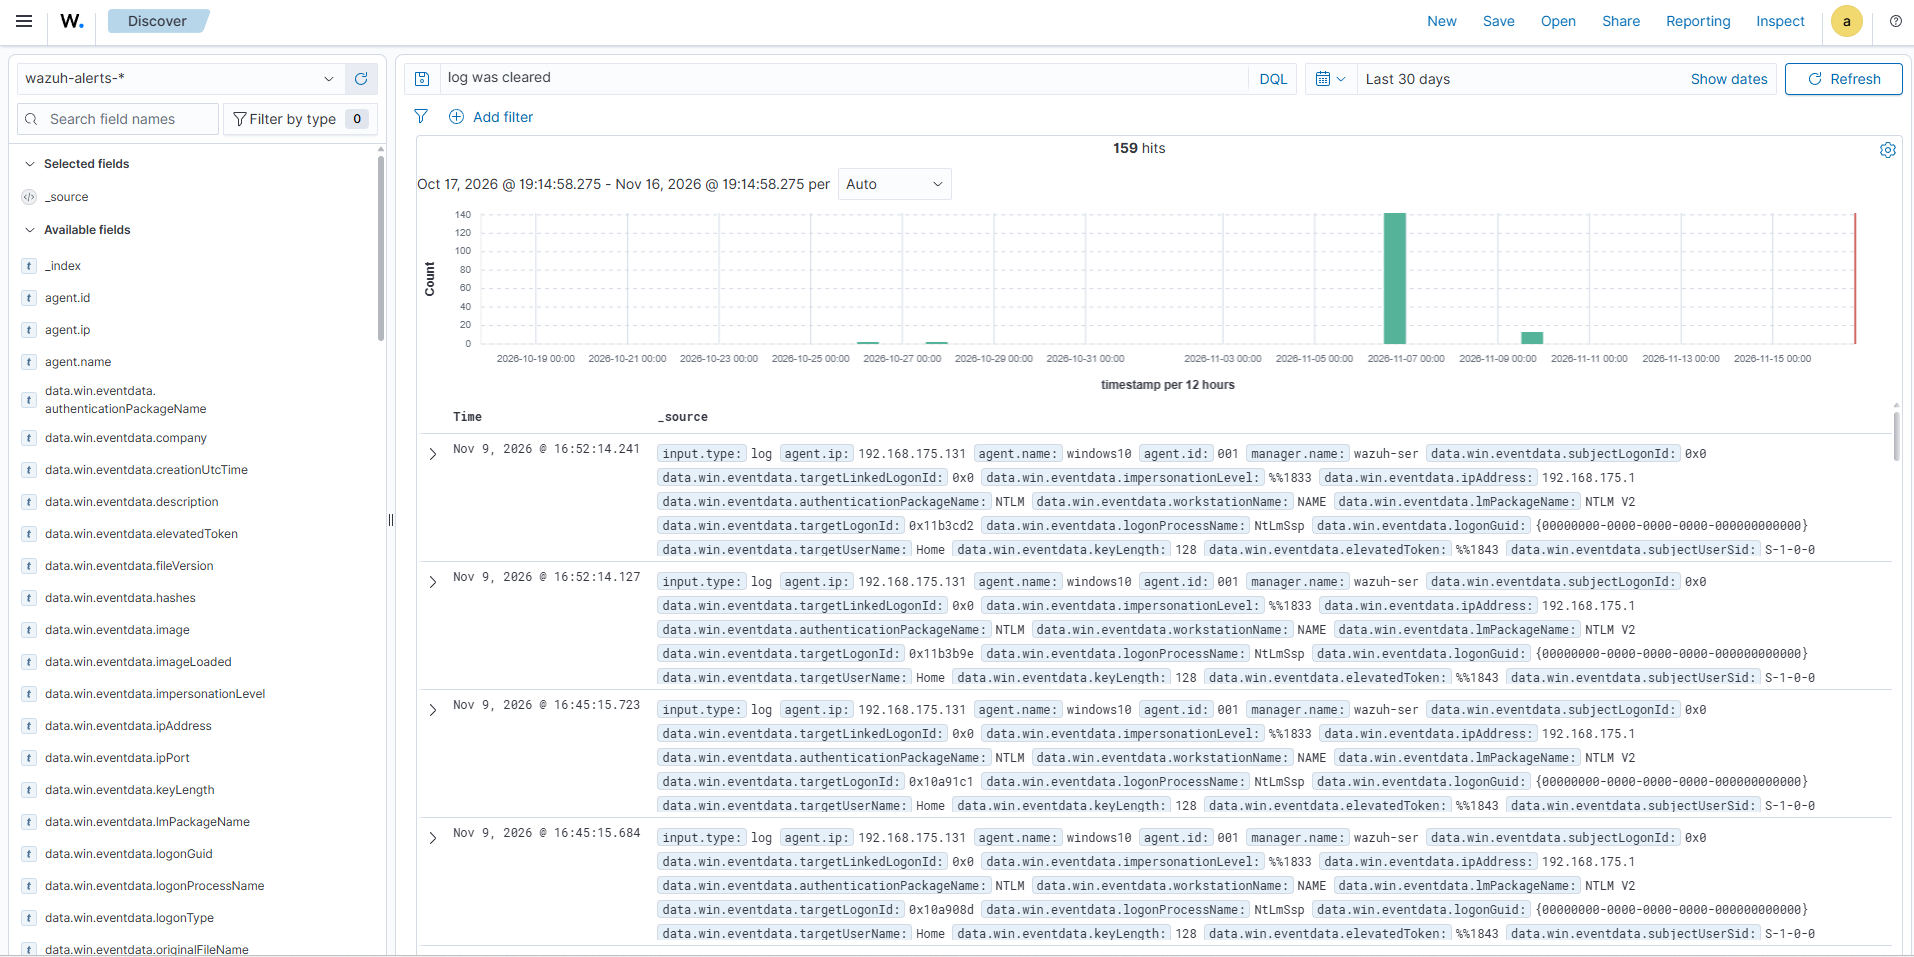 W. Discover New Save Open Share Reporting Inspect a
wazuh-alerts-*
log was cleared DQL Last 30 days Show dates Refresh
Search field names Filter by type 0
Add filter
Selected fields
_source
Available fields
_index
agent.id
agent.ip
agent.name
data.win.eventdata.
authenticationPackageName
data.win.eventdata.company
data.win.eventdata.creationUtcTime
data.win.eventdata.description
data.win.eventdata.elevatedToken
data.win.eventdata.fileVersion
data.win.eventdata.hashes
data.win.eventdata.image
data.win.eventdata.imageLoaded
data.win.eventdata.impersonationLevel
data.win.eventdata.ipAddress
data.win.eventdata.ipPort
data.win.eventdata.keyLength
data.win.eventdata.lmPackageName
data.win.eventdata.logonGuid
data.win.eventdata.logonProcessName
data.win.eventdata.logonType
data.win.eventdata.originalFileName
159 hits
Oct 17, 2026 @ 19:14:58.275 - Nov 16, 2026 @ 19:14:58.275 per Auto
140
120
100
80
60
40
20
0
Count
2026-10-19 00:00 2026-10-21 00:00 2026-10-23 00:00 2026-10-25 00:00 2026-10-27 00:00 2026-10-29 00:00 2026-10-31 00:00 2026-11-03 00:00 2026-11-05 00:00 2026-11-07 00:00 2026-11-09 00:00 2026-11-11 00:00 2026-11-13 00:00 2026-11-15 00:00
timestamp per 12 hours
Time _source
Nov 9, 2026 @ 16:52:14.241 input.type: log agent.ip: 192.168.175.131 agent.name: windows10 agent.id: 001 manager.name: wazuh-ser data.win.eventdata.subjectLogonId: 0x0
data.win.eventdata.targetLinkedLogonId: 0x0 data.win.eventdata.impersonationLevel: %%1833 data.win.eventdata.ipAddress: 192.168.175.1
data.win.eventdata.authenticationPackageName: NTLM data.win.eventdata.workstationName: NAME data.win.eventdata.lmPackageName: NTLM V2
data.win.eventdata.targetLogonId: 0x11b3cd2 data.win.eventdata.logonProcessName: NtLmSsp data.win.eventdata.logonGuid: {00000000-0000-0000-0000-000000000000}
data.win.eventdata.targetUserName: Home data.win.eventdata.keyLength: 128 data.win.eventdata.elevatedToken: %%1843 data.win.eventdata.subjectUserSid: S-1-0-0
Nov 9, 2026 @ 16:52:14.127 input.type: log agent.ip: 192.168.175.131 agent.name: windows10 agent.id: 001 manager.name: wazuh-ser data.win.eventdata.subjectLogonId: 0x0
data.win.eventdata.targetLinkedLogonId: 0x0 data.win.eventdata.impersonationLevel: %%1833 data.win.eventdata.ipAddress: 192.168.175.1
data.win.eventdata.authenticationPackageName: NTLM data.win.eventdata.workstationName: NAME data.win.eventdata.lmPackageName: NTLM V2
data.win.eventdata.targetLogonId: 0x11b3b9e data.win.eventdata.logonProcessName: NtLmSsp data.win.eventdata.logonGuid: {00000000-0000-0000-0000-000000000000}
data.win.eventdata.targetUserName: Home data.win.eventdata.keyLength: 128 data.win.eventdata.elevatedToken: %%1843 data.win.eventdata.subjectUserSid: S-1-0-0
Nov 9, 2026 @ 16:45:15.723 input.type: log agent.ip: 192.168.175.131 agent.name: windows10 agent.id: 001 manager.name: wazuh-ser data.win.eventdata.subjectLogonId: 0x0
data.win.eventdata.targetLinkedLogonId: 0x0 data.win.eventdata.impersonationLevel: %%1833 data.win.eventdata.ipAddress: 192.168.175.1
data.win.eventdata.authenticationPackageName: NTLM data.win.eventdata.workstationName: NAME data.win.eventdata.lmPackageName: NTLM V2
data.win.eventdata.targetLogonId: 0x10a91c1 data.win.eventdata.logonProcessName: NtLmSsp data.win.eventdata.logonGuid: {00000000-0000-0000-0000-000000000000}
data.win.eventdata.targetUserName: Home data.win.eventdata.keyLength: 128 data.win.eventdata.elevatedToken: %%1843 data.win.eventdata.subjectUserSid: S-1-0-0
Nov 9, 2026 @ 16:45:15.684 input.type: log agent.ip: 192.168.175.131 agent.name: windows10 agent.id: 001 manager.name: wazuh-ser data.win.eventdata.subjectLogonId: 0x0
data.win.eventdata.targetLinkedLogonId: 0x0 data.win.eventdata.impersonationLevel: %%1833 data.win.eventdata.ipAddress: 192.168.175.1
data.win.eventdata.authenticationPackageName: NTLM data.win.eventdata.workstationName: NAME data.win.eventdata.lmPackageName: NTLM V2
data.win.eventdata.targetLogonId: 0x10a908d data.win.eventdata.logonProcessName: NtLmSsp data.win.eventdata.logonGuid: {00000000-0000-0000-0000-000000000000}
data.win.eventdata.targetUserName: Home data.win.eventdata.keyLength: 128 data.win.eventdata.elevatedToken: %%1843 data.win.eventdata.subjectUserSid: S-1-0-0